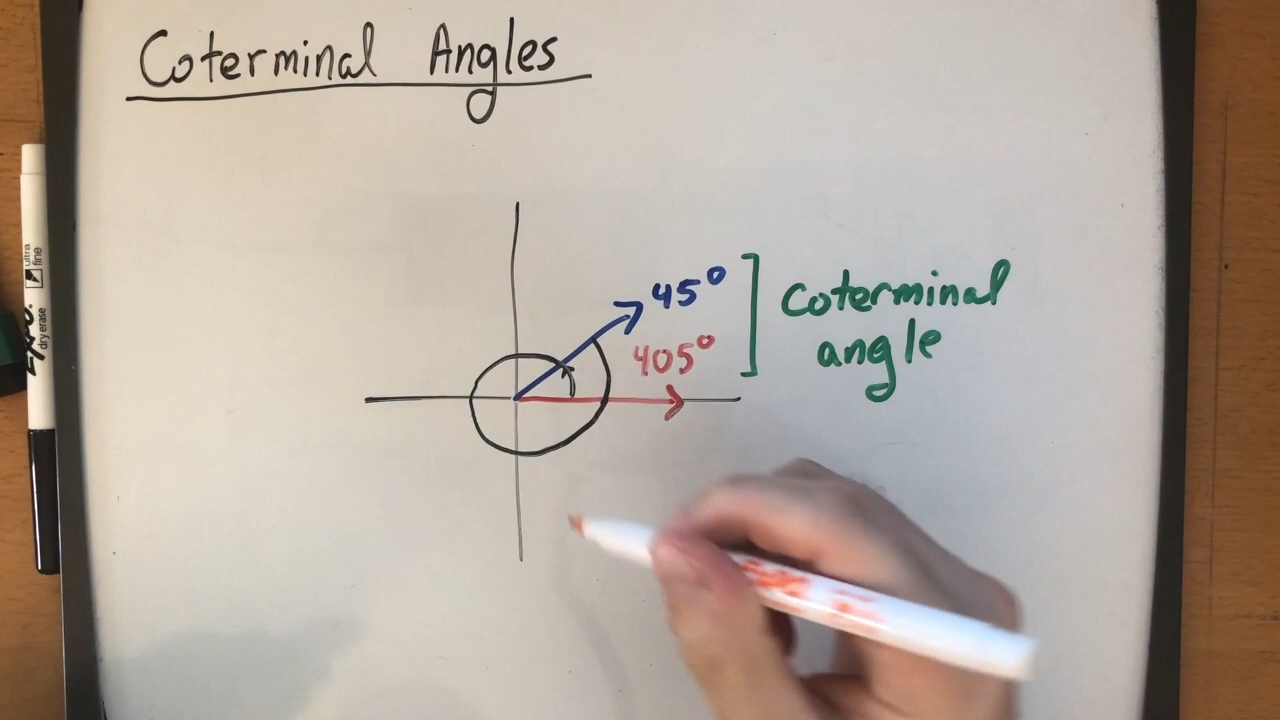 Coterminal Angles
45°
405°
coterminal
angle
ultra
fine
EXPO.
dry erase